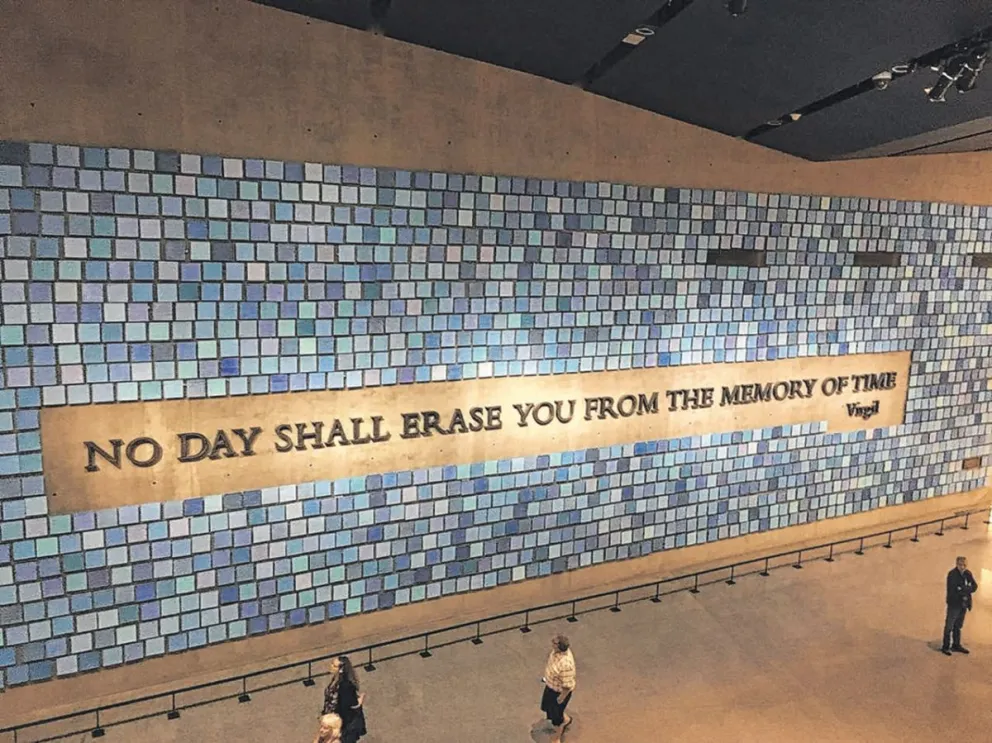 NO DAY SHALL ERASE YOU FROM THE MEMORY OF TIME
Virgil